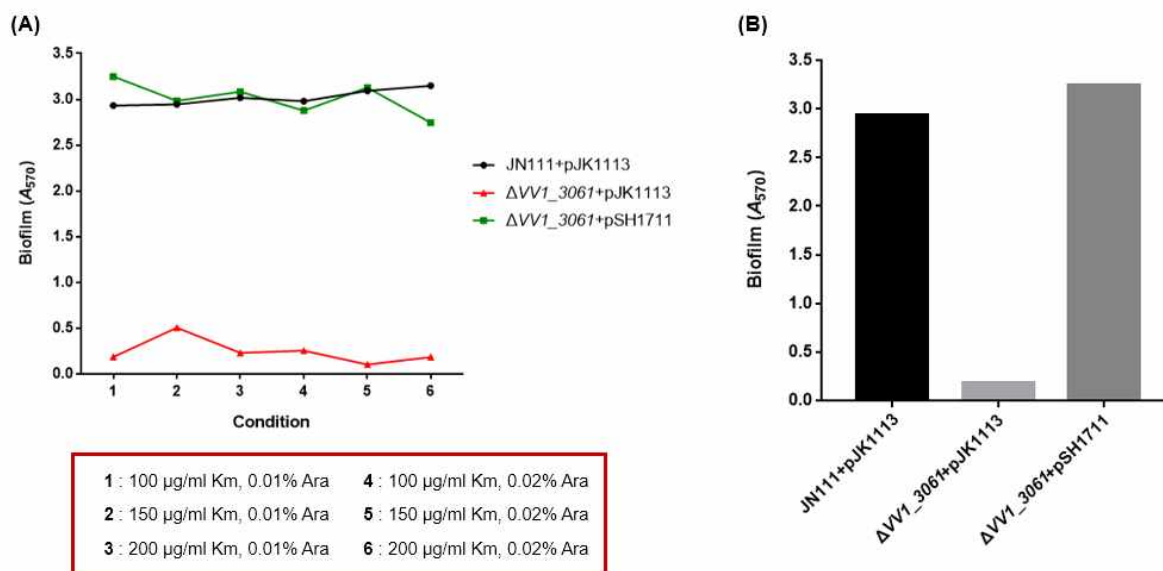 (A)
3.5
3.0
2.5
2.0
1.5
1.0
0.5
0.0
Biofilm (A570)
1 2 3 4 5 6
Condition
JN111+pJK1113
ΔVV1_3061+pJK1113
ΔVV1_3061+pSH1711
1 : 100 µg/ml Km, 0.01% Ara
2 : 150 µg/ml Km, 0.01% Ara
3 : 200 µg/ml Km, 0.01% Ara
4 : 100 µg/ml Km, 0.02% Ara
5 : 150 µg/ml Km, 0.02% Ara
6 : 200 µg/ml Km, 0.02% Ara
(B)
3.5
3.0
2.5
2.0
1.5
1.0
0.5
0.0
Biofilm (A570)
JN111+pJK1113
ΔVV1_3061+pJK1113
ΔVV1_3061+pSH1711